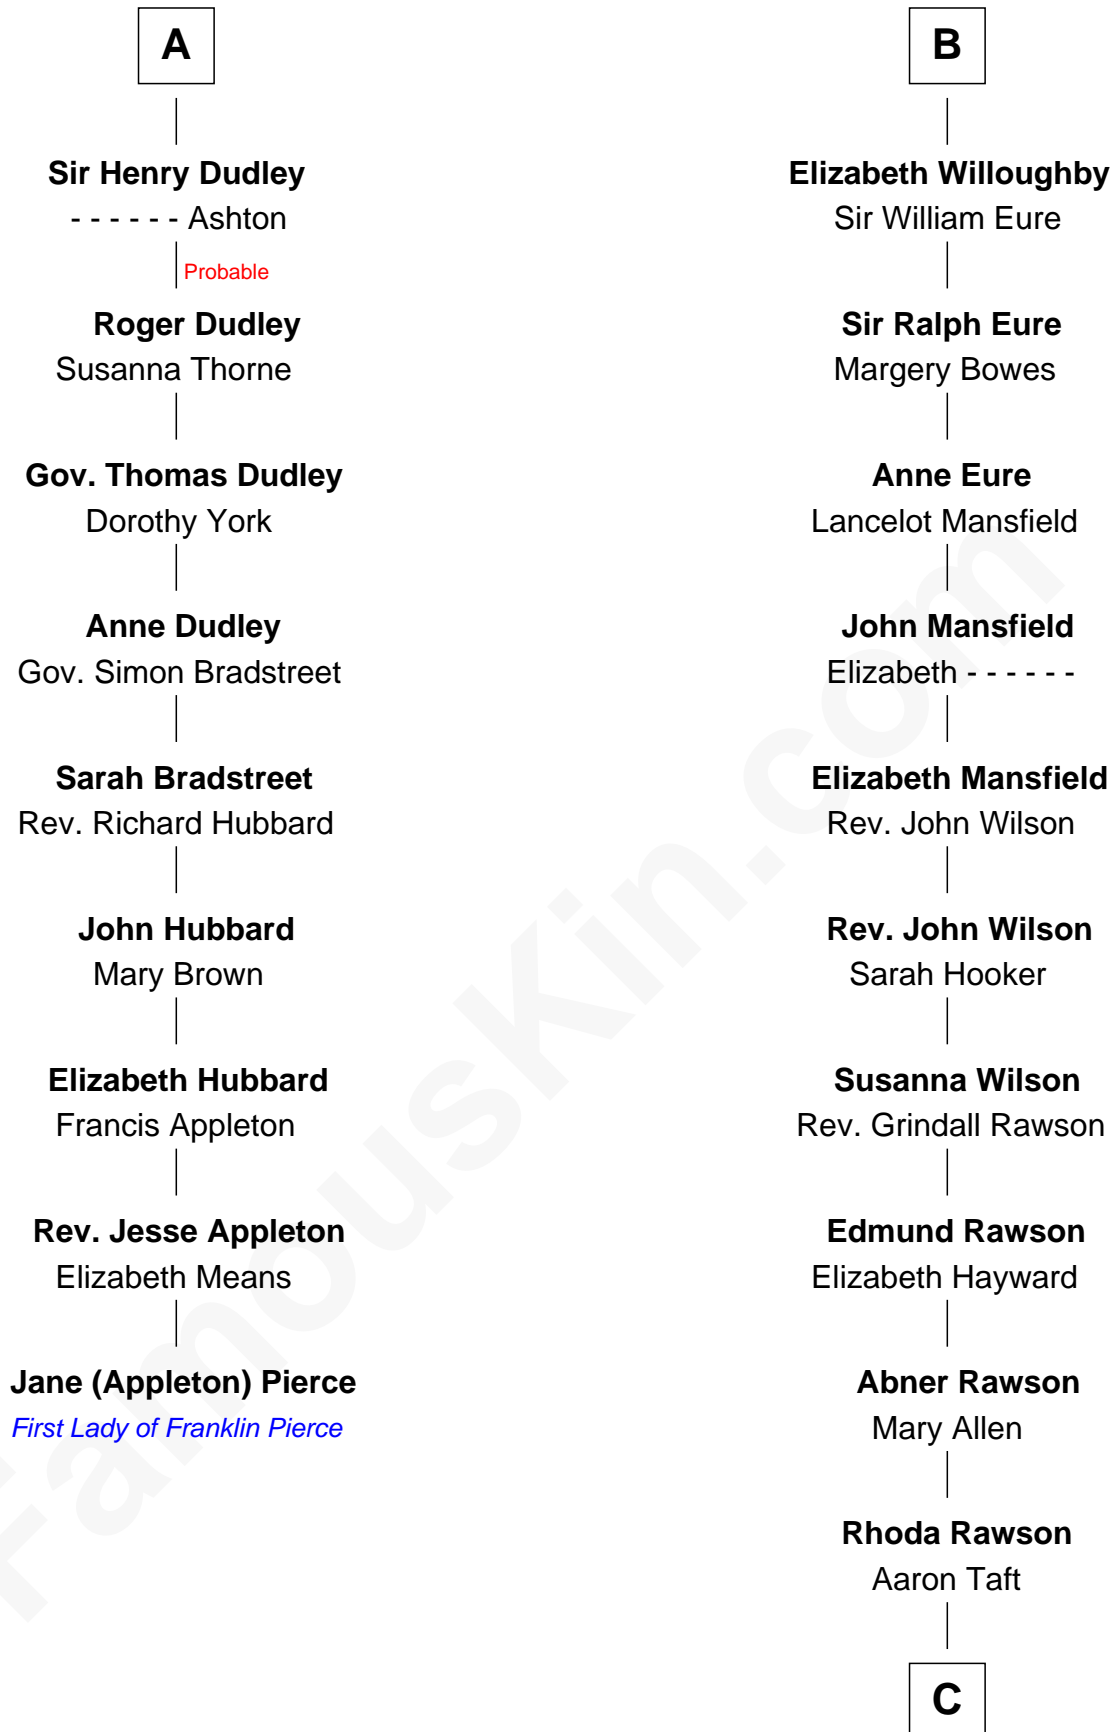 A
Sir Henry Dudley
- - - - - - Ashton
Probable
Roger Dudley
Susanna Thorne
Gov. Thomas Dudley
Dorothy York
Anne Dudley
Gov. Simon Bradstreet
Sarah Bradstreet
Rev. Richard Hubbard
John Hubbard
Mary Brown
Elizabeth Hubbard
Francis Appleton
Rev. Jesse Appleton
Elizabeth Means
Jane (Appleton) Pierce
First Lady of Franklin Pierce
B
Elizabeth Willoughby
Sir William Eure
Sir Ralph Eure
Margery Bowes
Anne Eure
Lancelot Mansfield
John Mansfield
Elizabeth - - - - - -
Elizabeth Mansfield
Rev. John Wilson
Rev. John Wilson
Sarah Hooker
Susanna Wilson
Rev. Grindall Rawson
Edmund Rawson
Elizabeth Hayward
Abner Rawson
Mary Allen
Rhoda Rawson
Aaron Taft
C
FamousKin.com